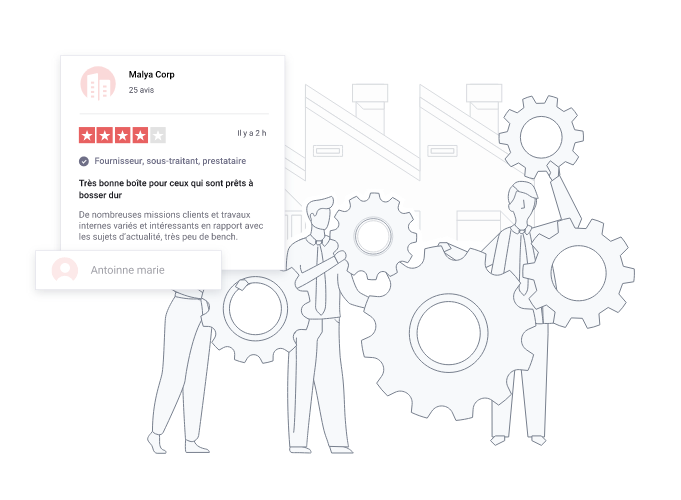 Malya Corp
25 avis
Il y a 2 h
Fournisseur, sous-traitant, prestataire
Très bonne boîte pour ceux qui sont prêts à
bosser dur
De nombreuses missions clients et travaux
internes variés et intéressants en rapport avec
les sujets d'actualité, très peu de bench.
Antoinne marie